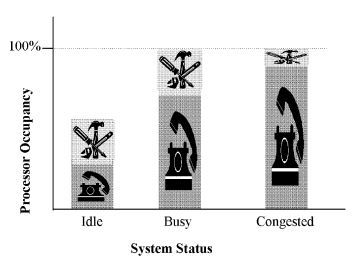 100%
Processor Occupancy
Idle
Busy
Congested
System Status